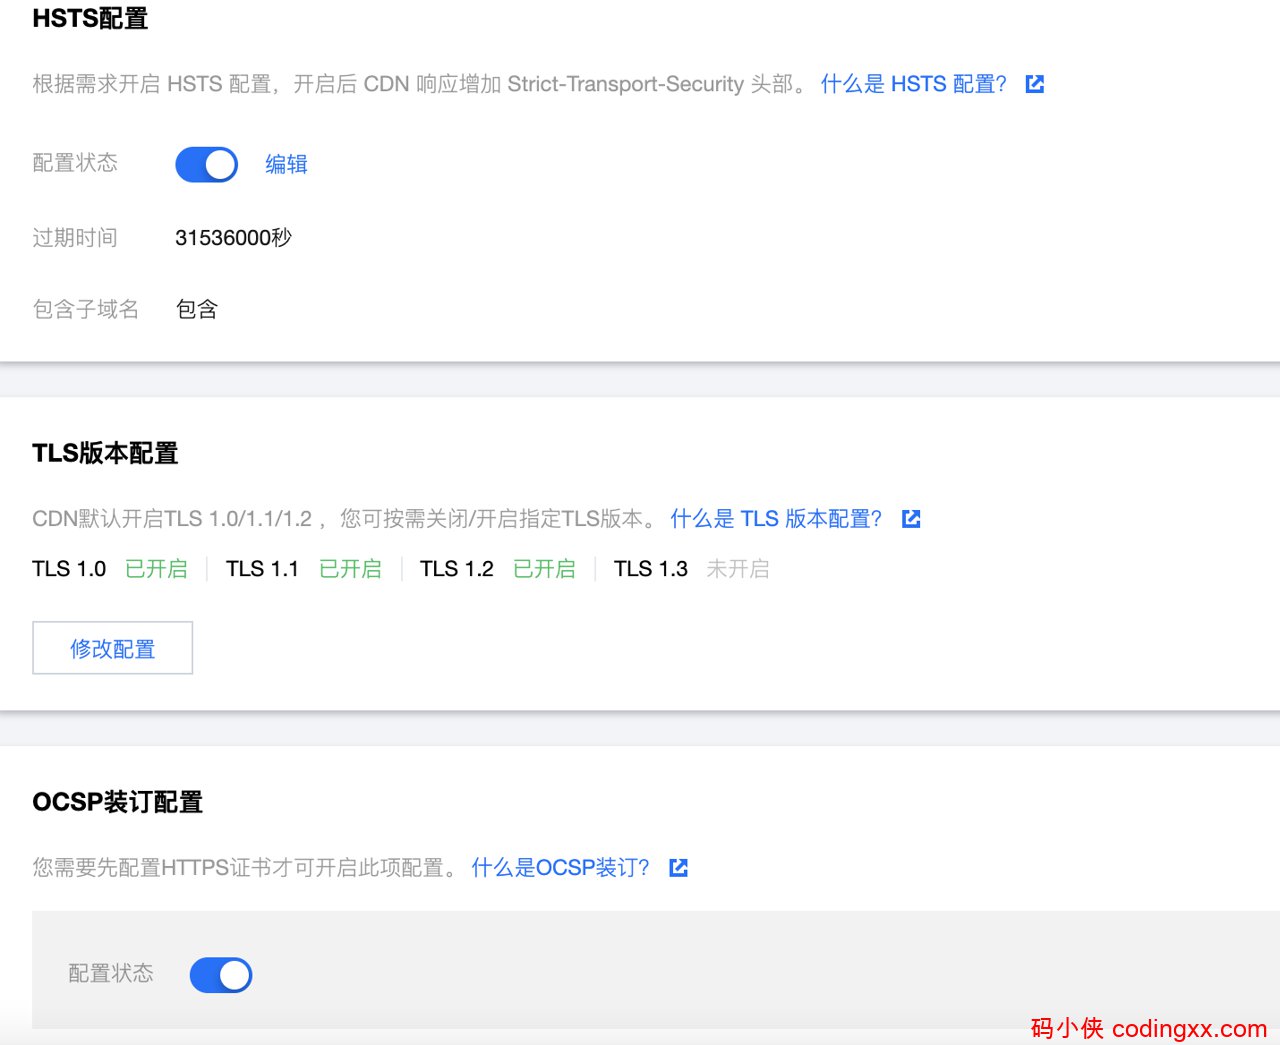 HSTS配置
根据需求开启 HSTS 配置，开启后 CDN 响应增加 Strict-Transport-Security 头部。 什么是 HSTS 配置？
配置状态 编辑
过期时间 31536000秒
包含子域名 包含
TLS版本配置
CDN默认开启TLS 1.0/1.1/1.2 ，您可按需关闭/开启指定TLS版本。 什么是 TLS 版本配置？
TLS 1.0 已开启 TLS 1.1 已开启 TLS 1.2 已开启 TLS 1.3 未开启
修改配置
OCSP装订配置
您需要先配置HTTPS证书才可开启此项配置。 什么是OCSP装订？
配置状态
码小侠 codingxx.com